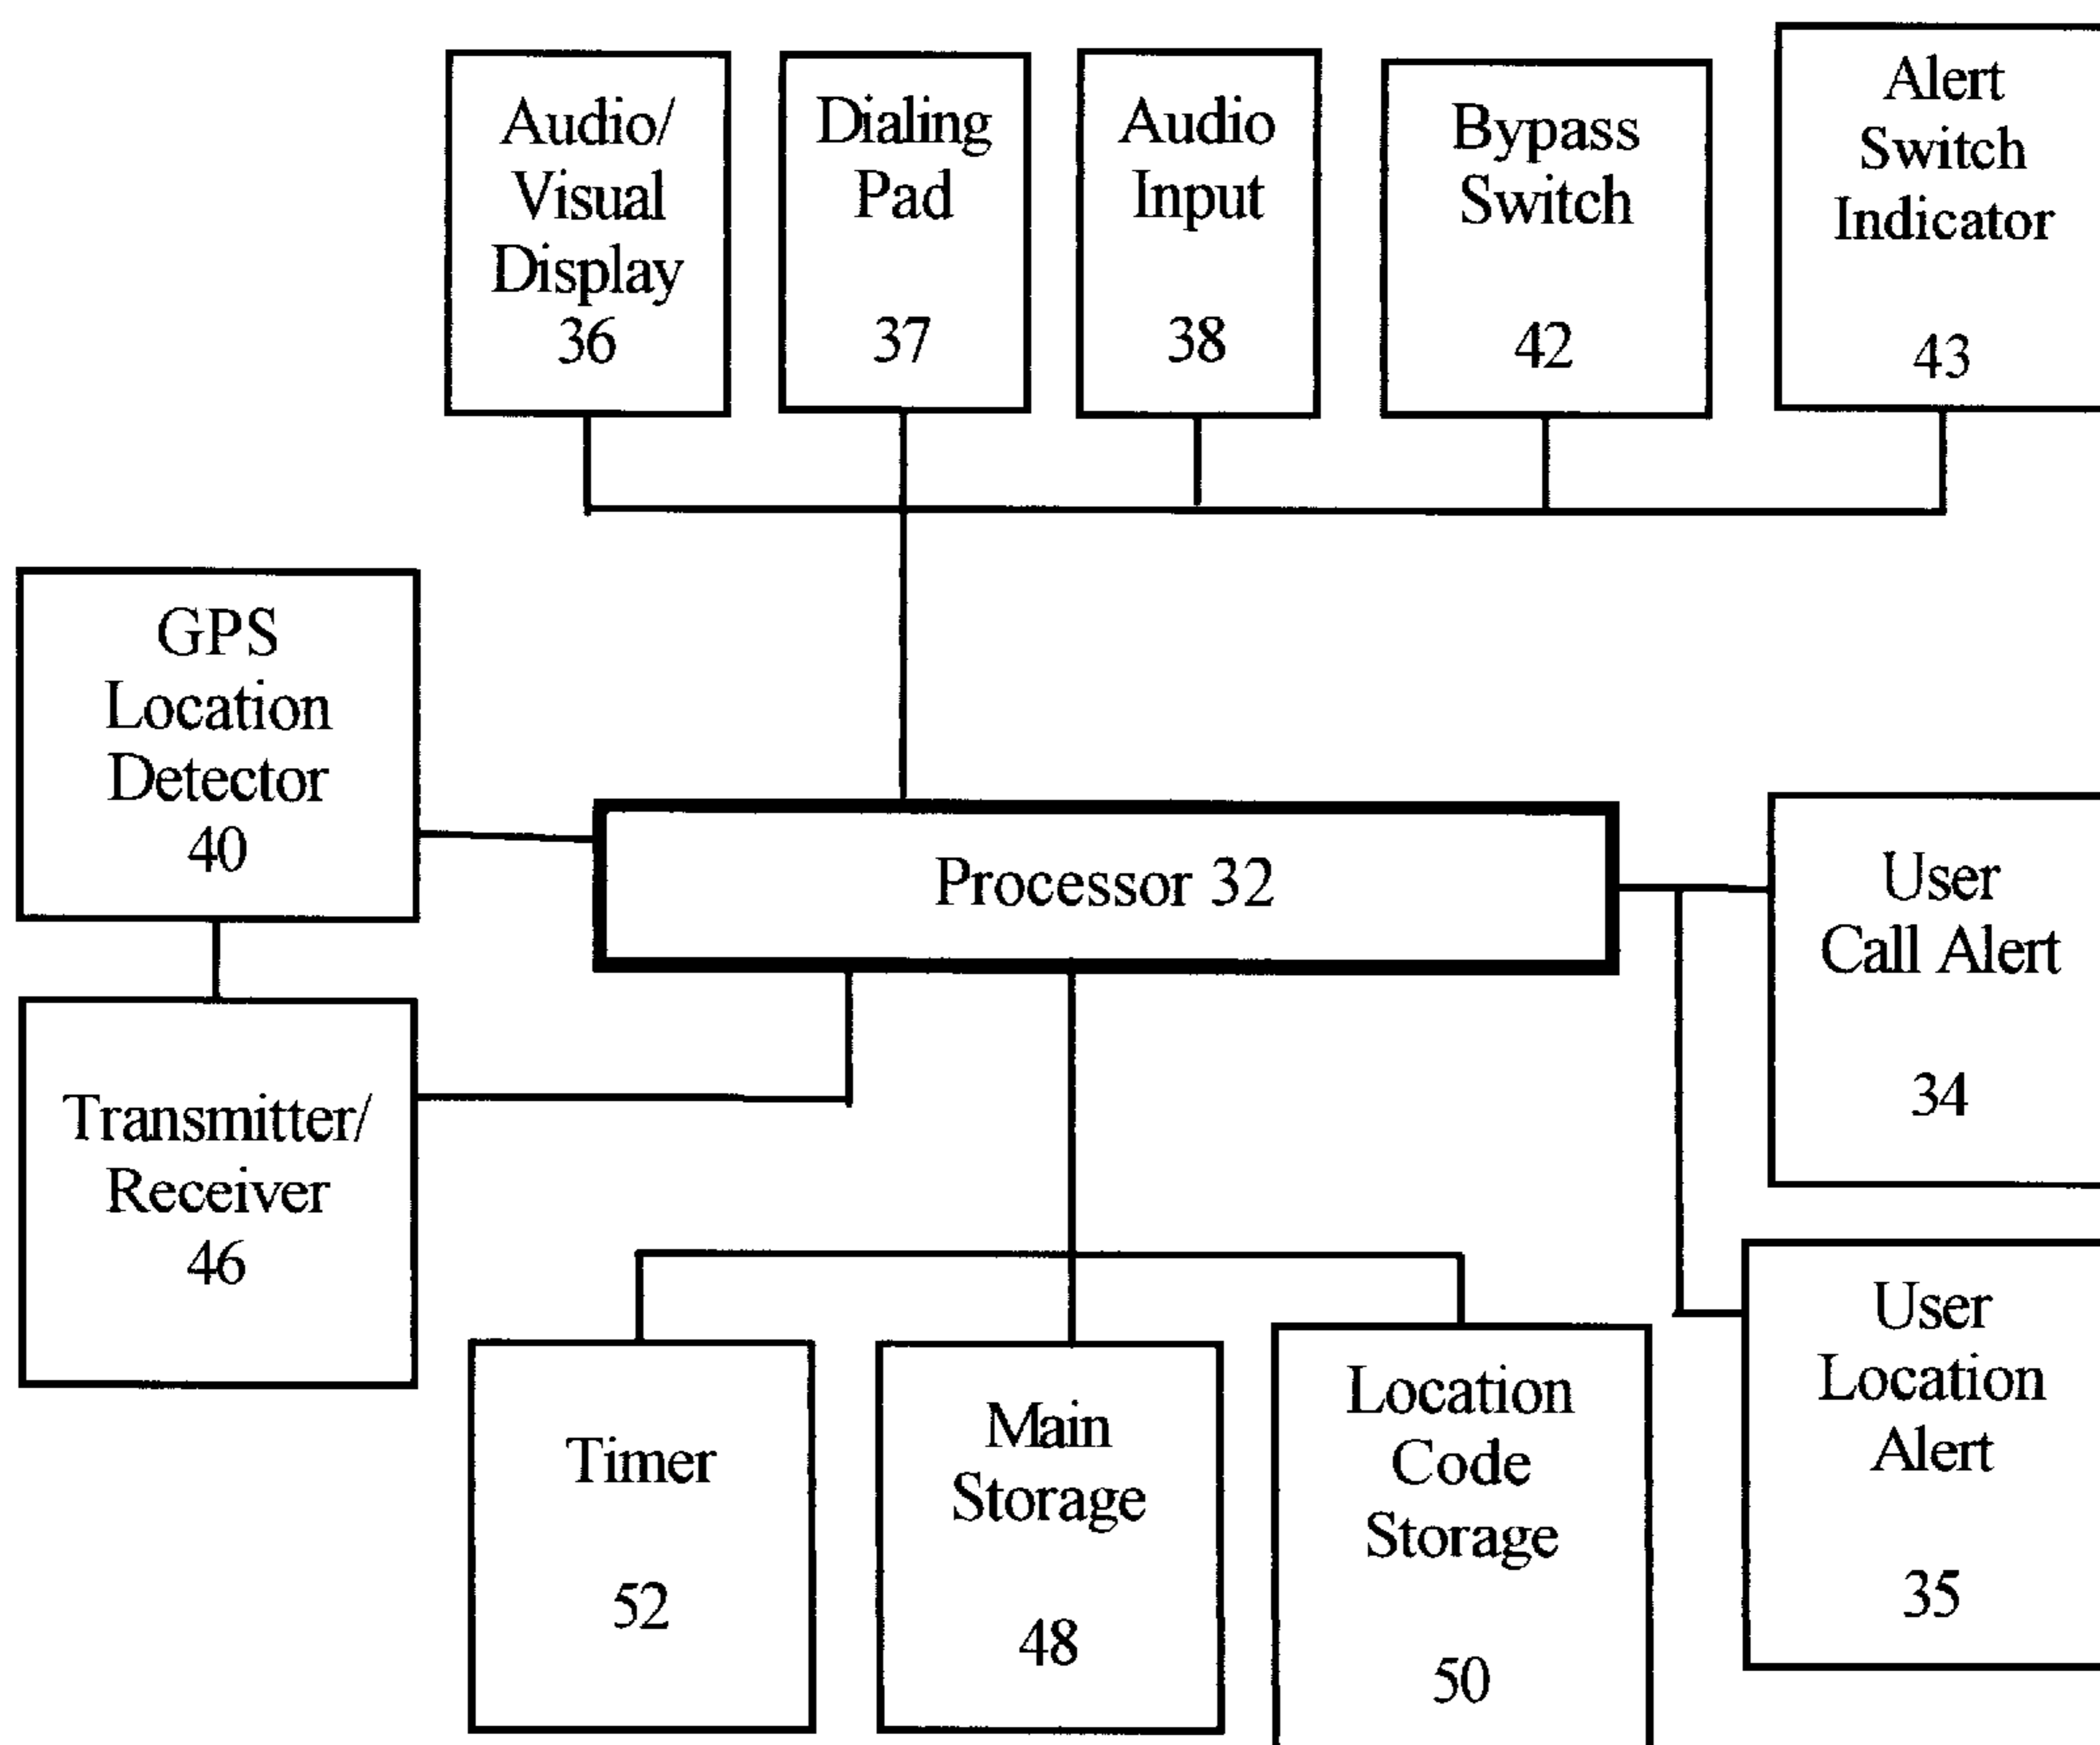 Audio/
Visual
Display
36
Dialing
Pad
37
Audio
Input
38
Bypass
Switch
42
Alert
Switch
Indicator
43
GPS
Location
Detector
40
Processor 32
User
Call Alert
34
Transmitter/
Receiver
46
Timer
52
Main
Storage
48
Location
Code
Storage
50
User
Location
Alert
35